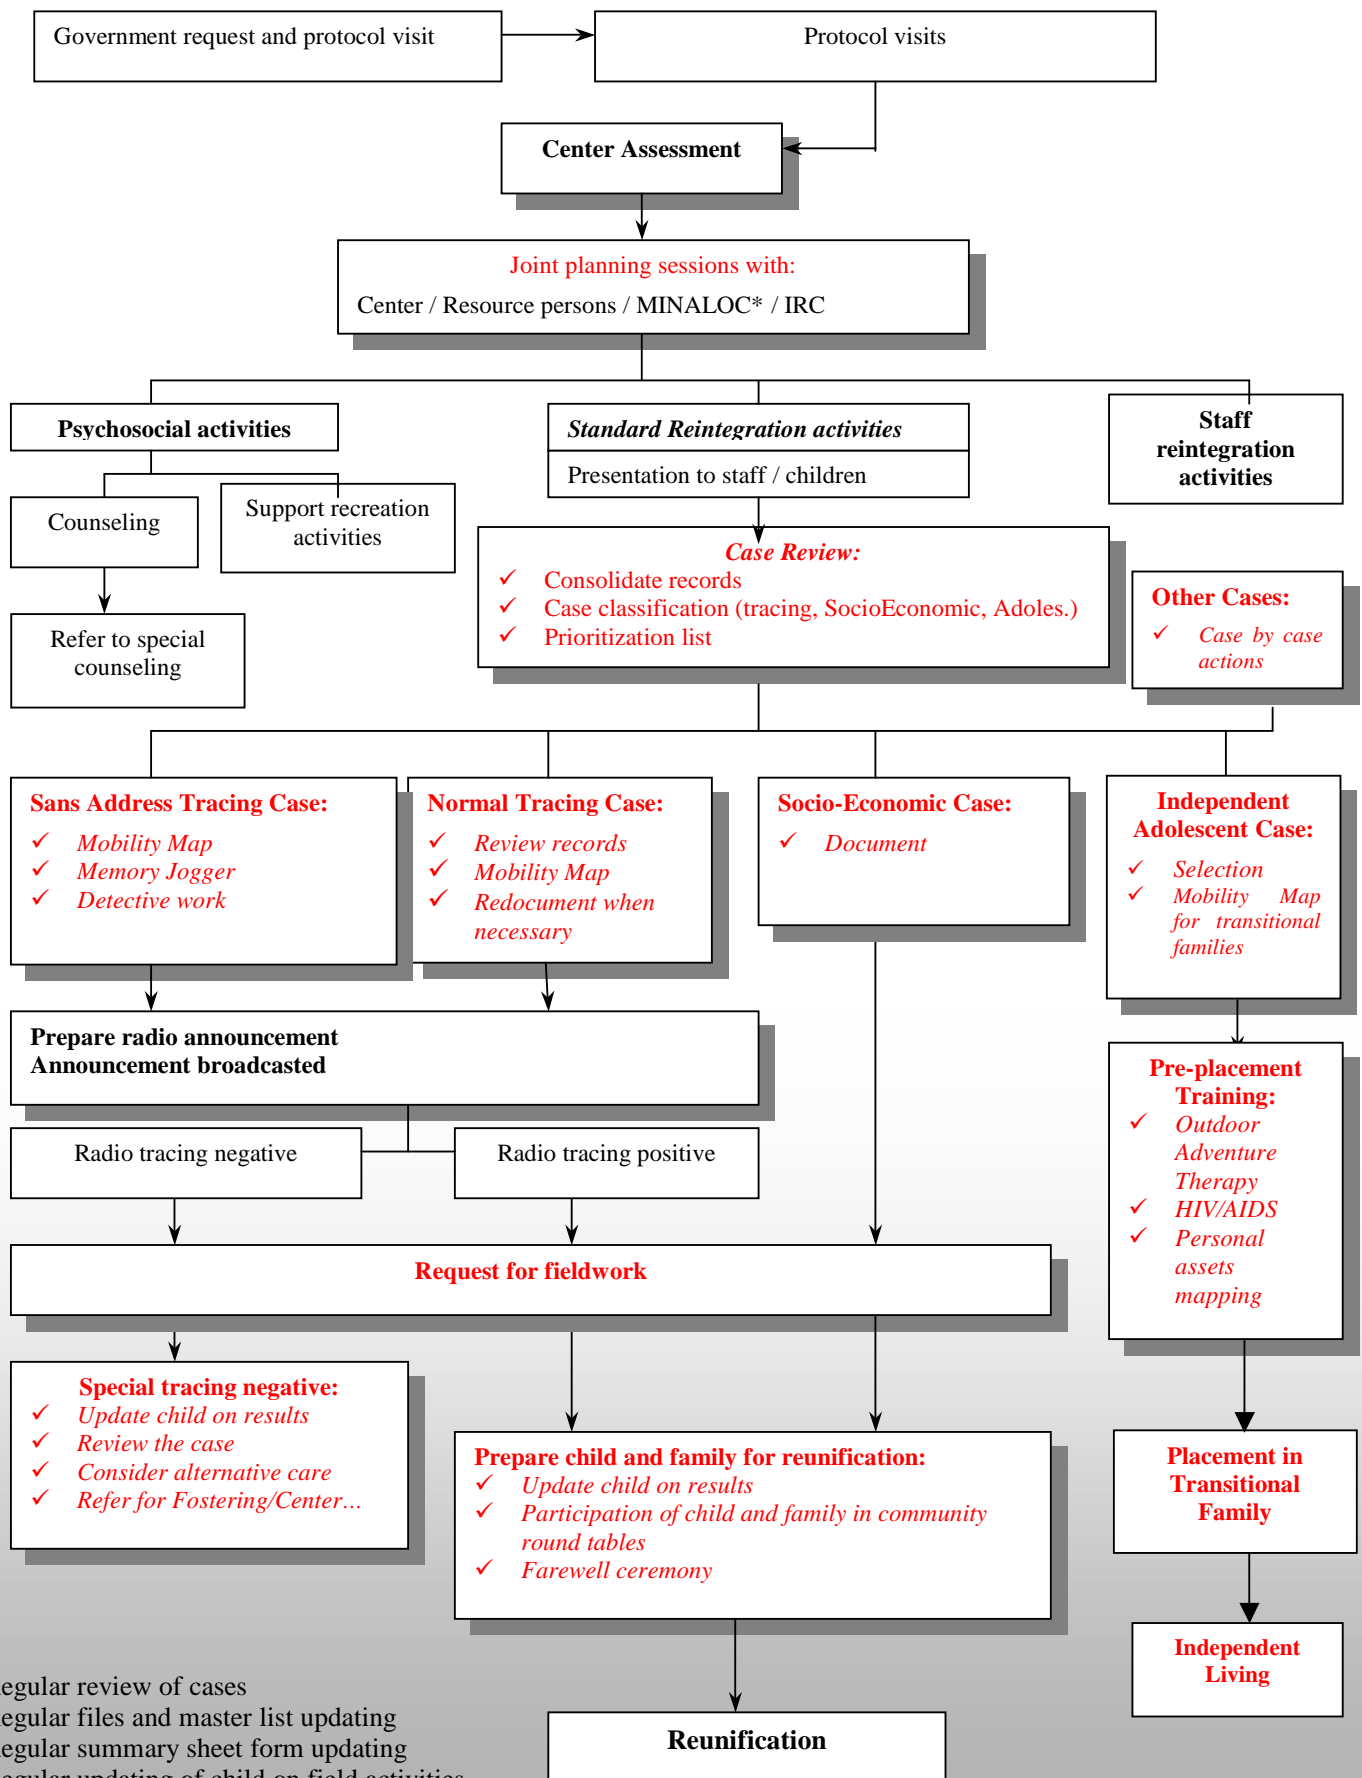 Government request and protocol visit
Protocol visits
Center Assessment
Joint planning sessions with:
Center / Resource persons / MINALOC* / IRC
Psychosocial activities
Standard Reintegration activities
Presentation to staff / children
Staff
reintegration
activities
Counseling
Support recreation
activities
Refer to special
counseling
Case Review:
✓ Consolidate records
✓ Case classification (tracing, SocioEconomic, Adoles.)
✓ Prioritization list
Other Cases:
✓ Case by case
actions
Sans Address Tracing Case:
✓ Mobility Map
✓ Memory Jogger
✓ Detective work
Normal Tracing Case:
✓ Review records
✓ Mobility Map
✓ Redocument when
necessary
Socio-Economic Case:
✓ Document
Independent
Adolescent Case:
✓ Selection
✓ Mobility Map
for transitional
families
Prepare radio announcement
Announcement broadcasted
Radio tracing negative
Radio tracing positive
Pre-placement
Training:
✓ Outdoor
Adventure
Therapy
✓ HIV/AIDS
✓ Personal
assets
mapping
Request for fieldwork
Special tracing negative:
✓ Update child on results
✓ Review the case
✓ Consider alternative care
✓ Refer for Fostering/Center…
Prepare child and family for reunification:
✓ Update child on results
✓ Participation of child and family in community
round tables
✓ Farewell ceremony
Placement in
Transitional
Family
Independent
Living
egular review of cases
egular files and master list updating
egular summary sheet form updating
egular updating of child on field activities
Reunification